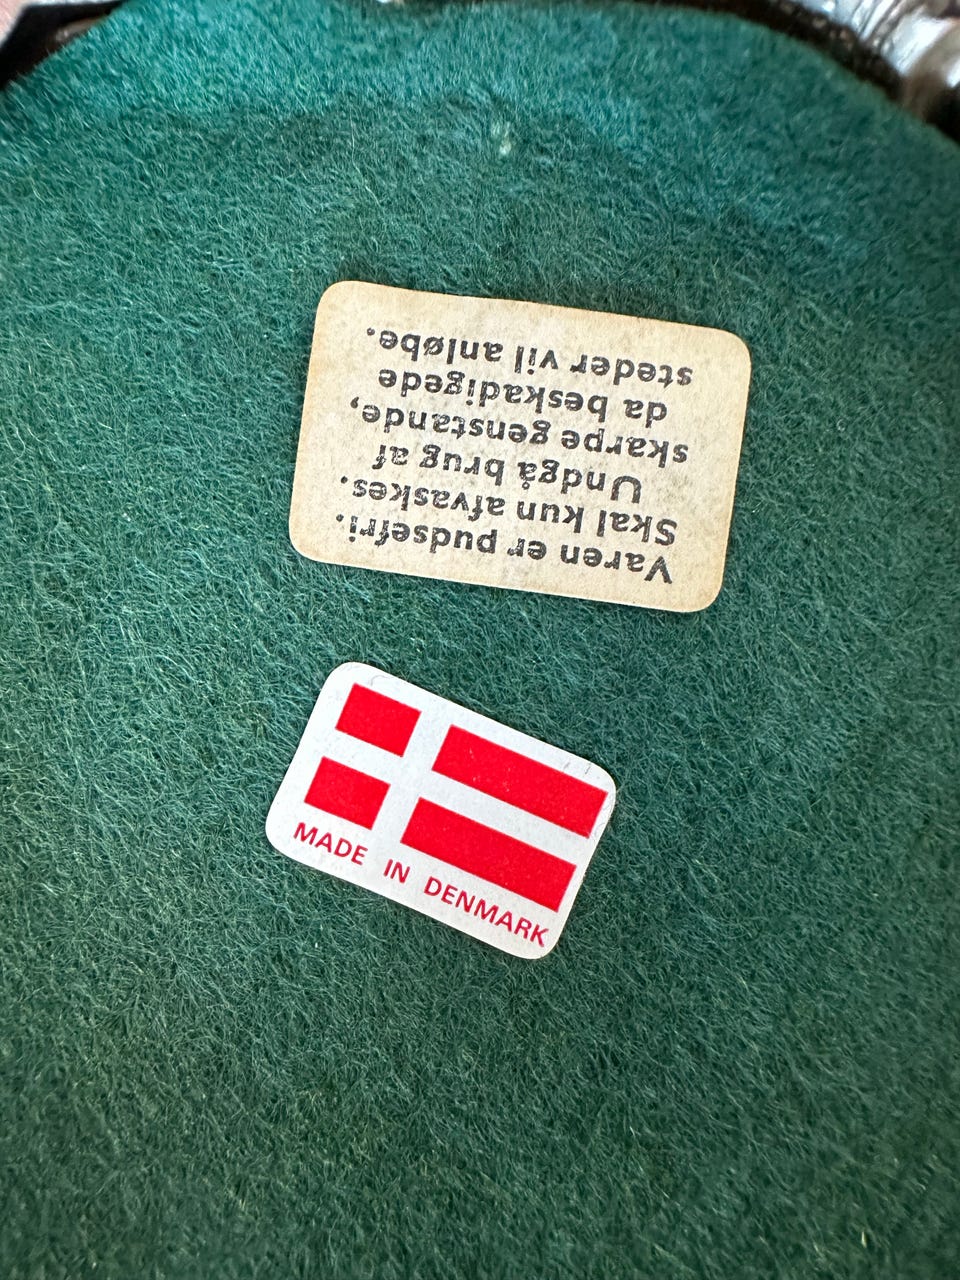 Varen er pudsefri.
Skal kun afvaskes.
Undgå brug af
skarpe genstande,
da beskadigede
steder vil anløbe.
MADE IN DENMARK